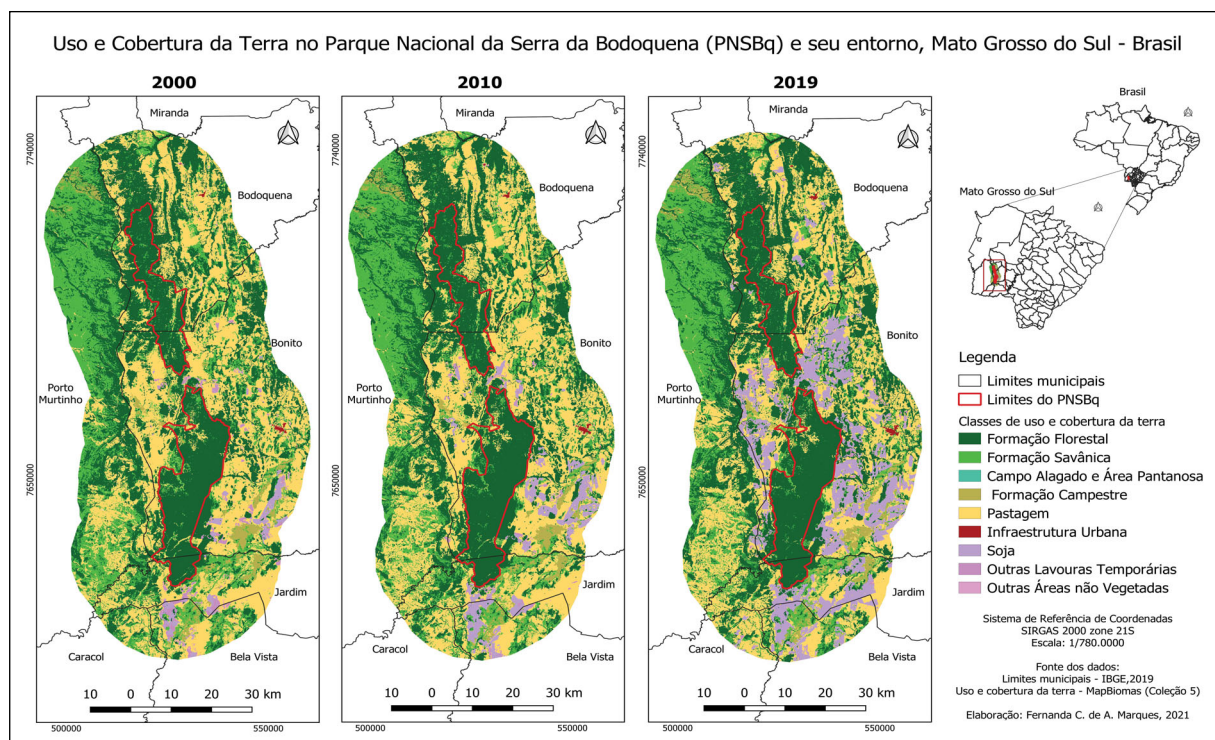 Uso e Cobertura da Terra no Parque Nacional da Serra da Bodoquena (PNSBq) e seu entorno, Mato Grosso do Sul - Brasil
2000
Miranda
7740000
Bodoquena
Bonito
Porto
Murtinho
7650000
Jardim
Caracol
Bela Vista
10 0 10 20 30 km
500000
550000
2010
Miranda
7740000
Bodoquena
Bonito
Porto
Murtinho
7650000
Jardim
Caracol
Bela Vista
10 0 10 20 30 km
500000
550000
2019
Miranda
7740000
Bodoquena
Bonito
Porto
Murtinho
7650000
Jardim
Caracol
Bela Vista
10 0 10 20 30 km
500000
550000
Brasil
Mato Grosso do Sul
Legenda
Limites municipais
Limites do PNSBq
Classes de uso e cobertura da terra
Formação Florestal
Formação Savânica
Campo Alagado e Área Pantanosa
Formação Campestre
Pastagem
Infraestrutura Urbana
Soja
Outras Lavouras Temporárias
Outras Áreas não Vegetadas
Sistema de Referência de Coordenadas
SIRGAS 2000 zone 21S
Escala: 1/780.0000
Fonte dos dados:
Limites municipais - IBGE,2019
Uso e cobertura da terra - MapBiomas (Coleção 5)
Elaboração: Fernanda C. de A. Marques, 2021